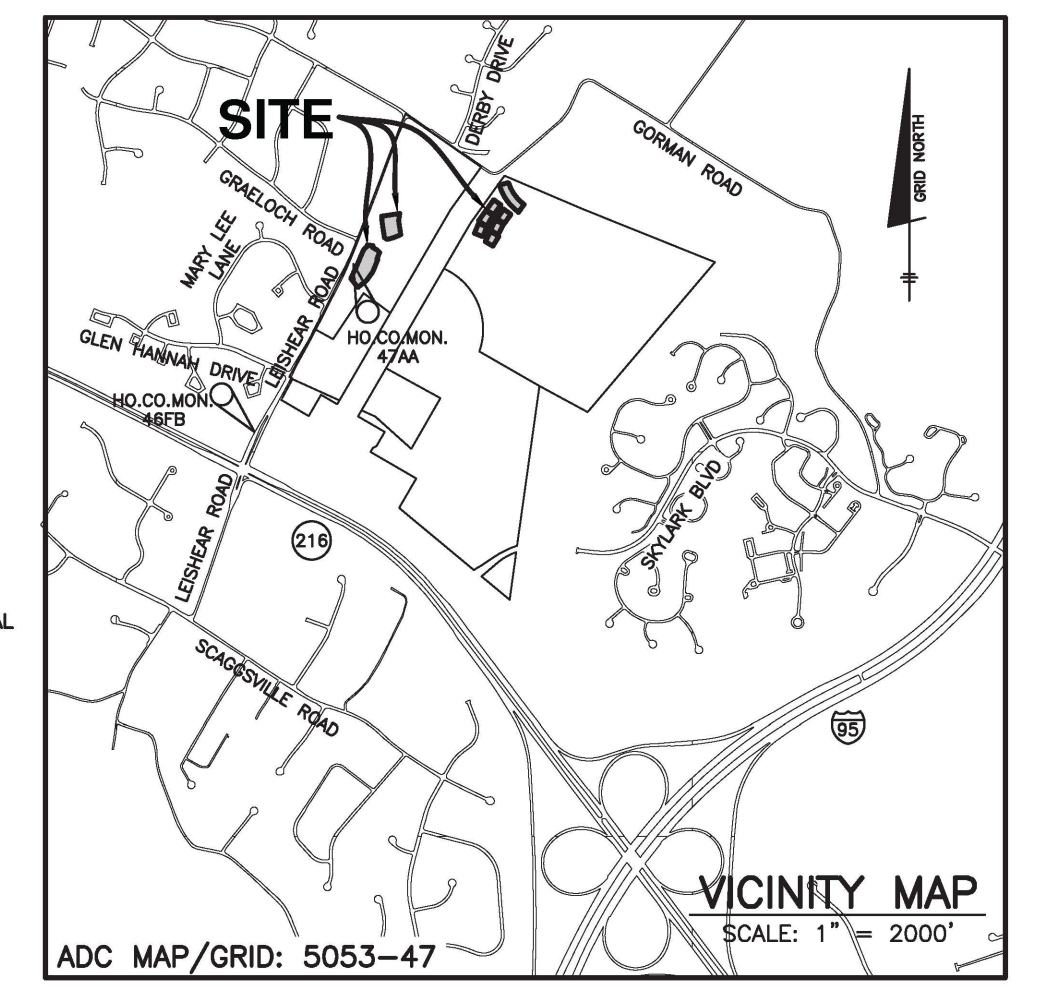 DERBY DRIVE
SITE
GORMAN ROAD
GRID NORTH
GRAELOCH ROAD
MARY LEE
LANE
LEISHEAR ROAD
HO.CO.MON.
47AA
GLEN HANNAH DRIVE
HO.CO.MON.
46FB
LEISHEAR ROAD
216
SKYLARK BLVD
AL
SCAGGSVILLE ROAD
95
VICINITY MAP
SCALE: 1" = 2000'
ADC MAP/GRID: 5053-47